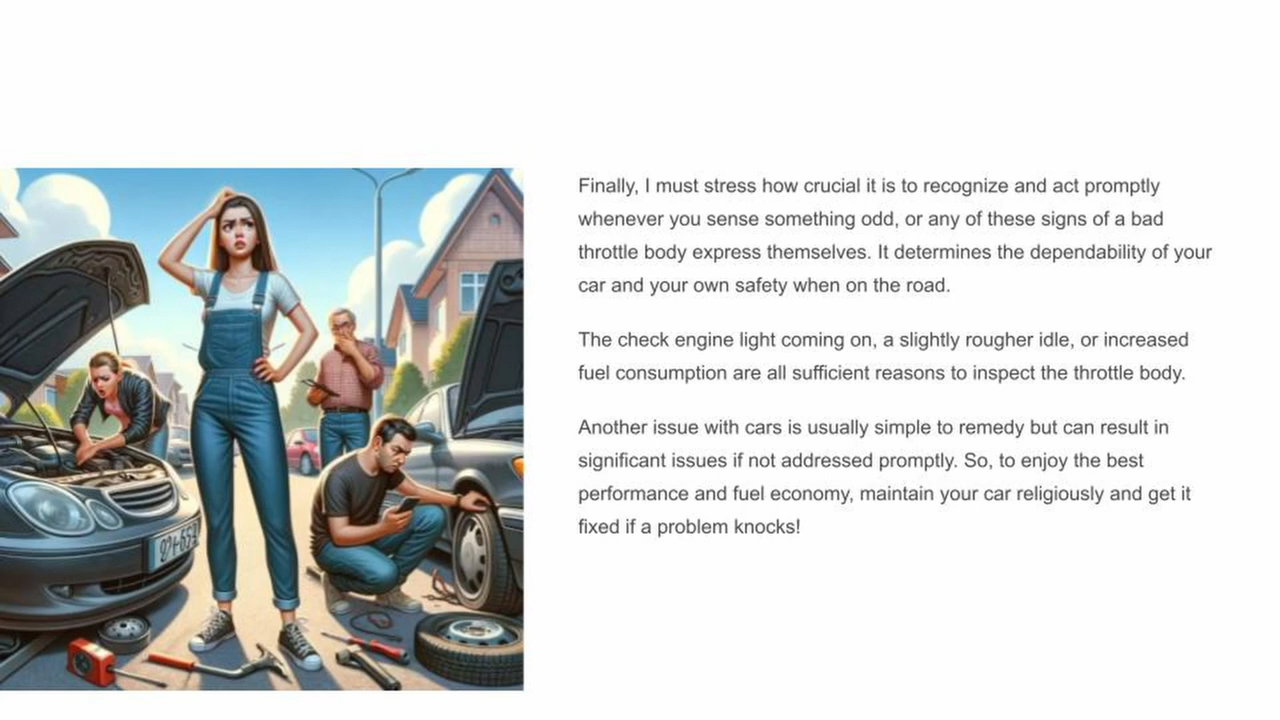 Finally, I must stress how crucial it is to recognize and act promptly
whenever you sense something odd, or any of these signs of a bad
throttle body express themselves. It determines the dependability of your
car and your own safety when on the road.
The check engine light coming on, a slightly rougher idle, or increased
fuel consumption are all sufficient reasons to inspect the throttle body.
Another issue with cars is usually simple to remedy but can result in
significant issues if not addressed promptly. So, to enjoy the best
performance and fuel economy, maintain your car religiously and get it
fixed if a problem knocks!